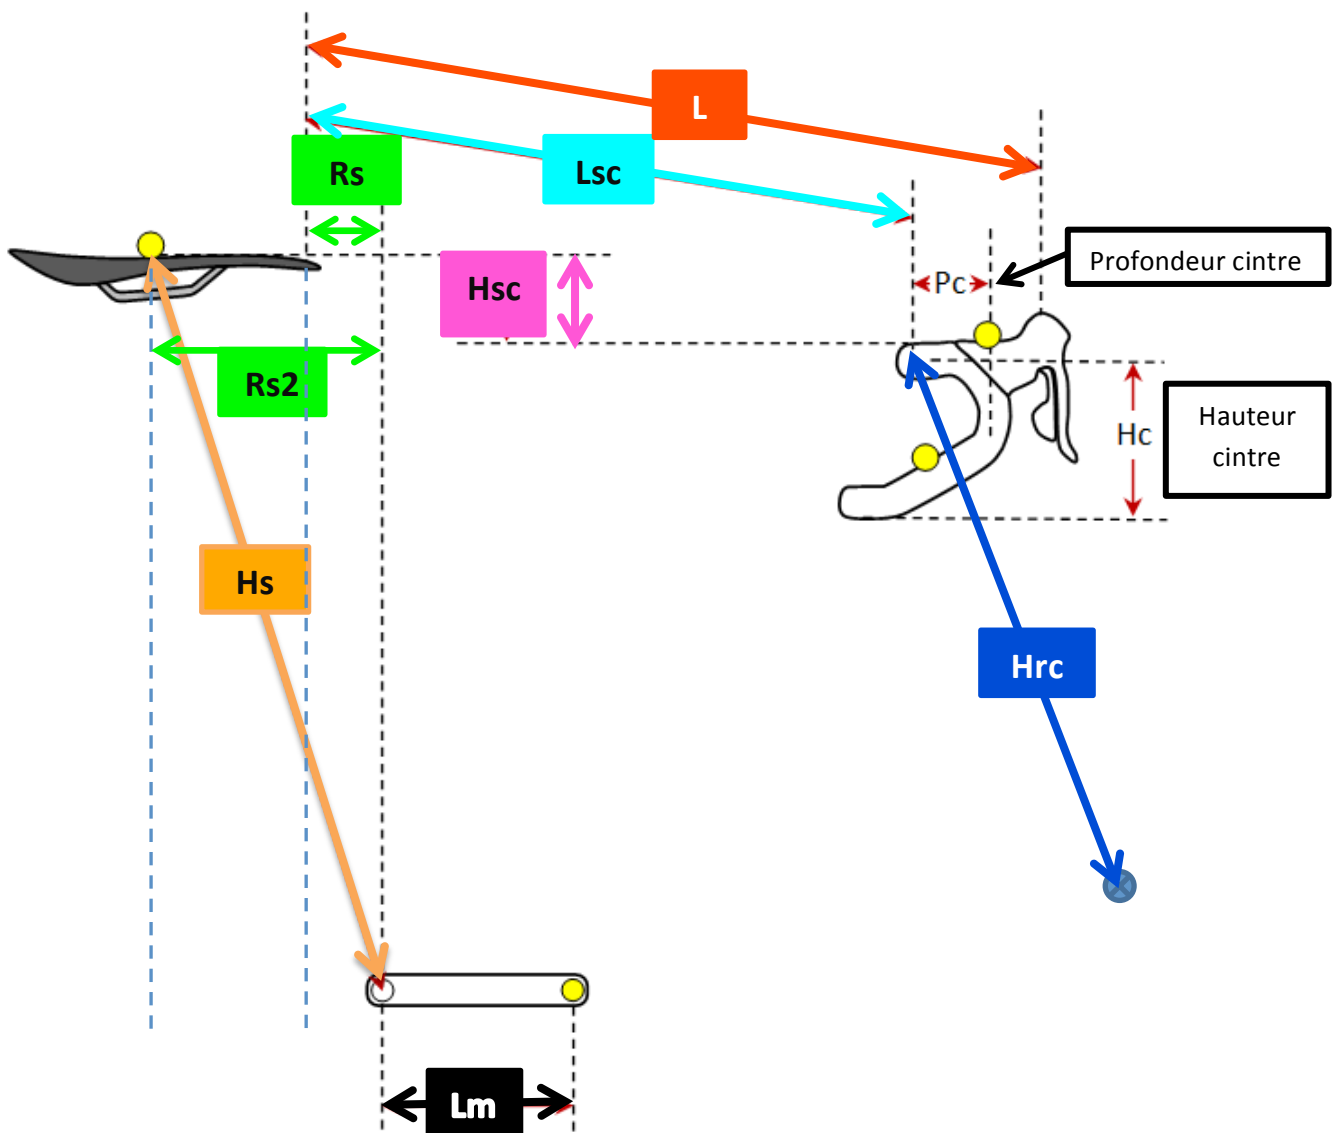 L
Rs
Lsc
Profondeur cintre
Hsc
Pc
Rs2
Hc
Hauteur
cintre
Hs
Hrc
Lm